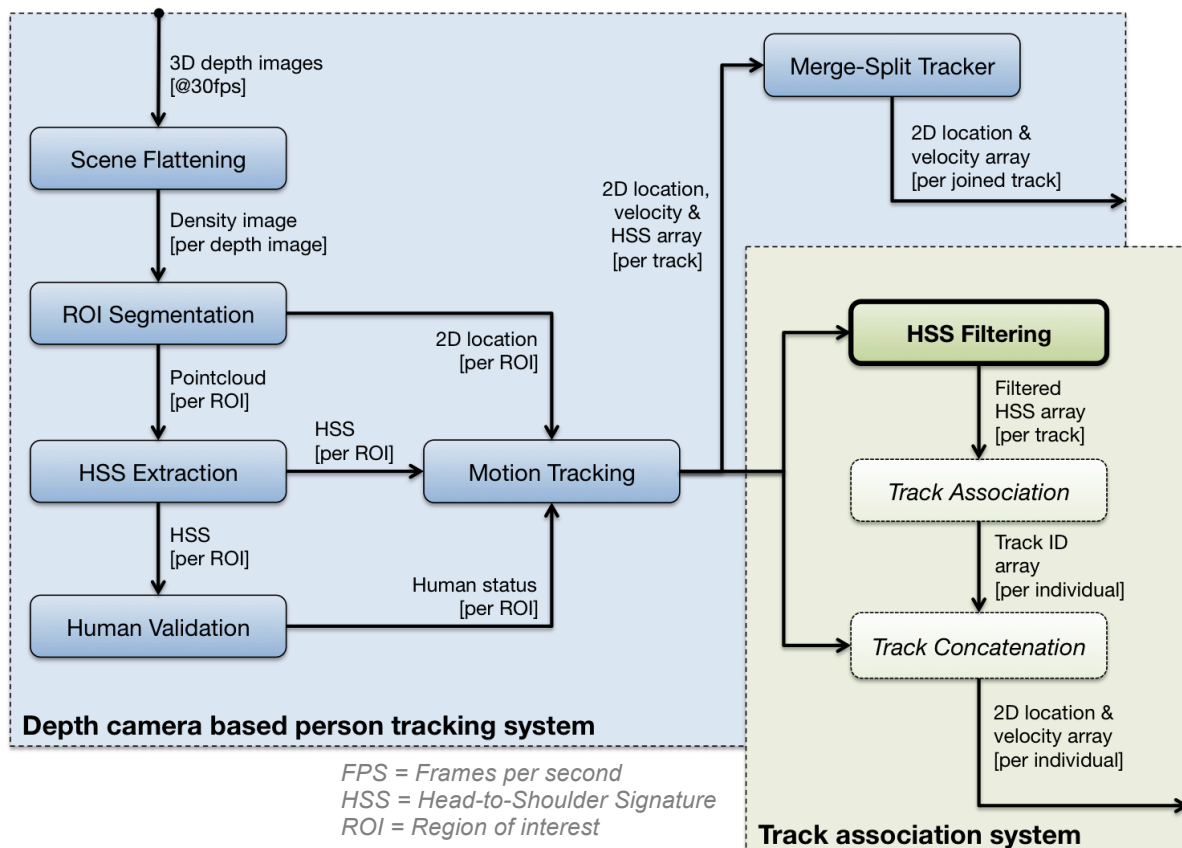 3D depth images
[@30fps]
Scene Flattening
Density image
[per depth image]
ROI Segmentation
2D location
[per ROI]
Pointcloud
[per ROI]
HSS Extraction
HSS
[per ROI]
Motion Tracking
HSS
[per ROI]
Human Validation
Human status
[per ROI]
Depth camera based person tracking system
2D location,
velocity &
HSS array
[per track]
Merge-Split Tracker
2D location &
velocity array
[per joined track]
HSS Filtering
Filtered
HSS array
[per track]
Track Association
Track ID
array
[per individual]
Track Concatenation
2D location &
velocity array
[per individual]
Track association system
FPS = Frames per second
HSS = Head-to-Shoulder Signature
ROI = Region of interest